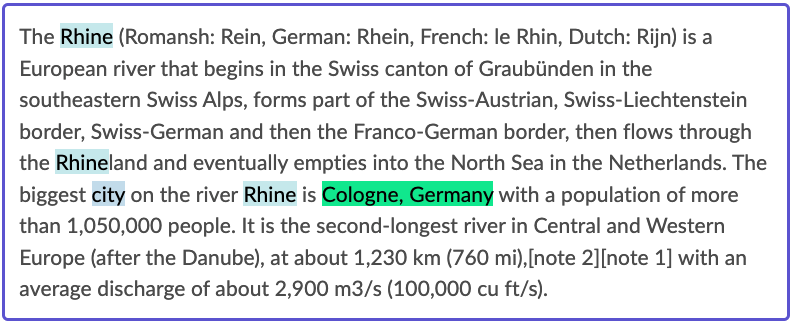 The Rhine (Romansh: Rein, German: Rhein, French: le Rhin, Dutch: Rijn) is a
European river that begins in the Swiss canton of Graubünden in the
southeastern Swiss Alps, forms part of the Swiss-Austrian, Swiss-Liechtenstein
border, Swiss-German and then the Franco-German border, then flows through
the Rhineland and eventually empties into the North Sea in the Netherlands. The
biggest city on the river Rhine is Cologne, Germany with a population of more
than 1,050,000 people. It is the second-longest river in Central and Western
Europe (after the Danube), at about 1,230 km (760 mi),[note 2][note 1] with an
average discharge of about 2,900 m3/s (100,000 cu ft/s).